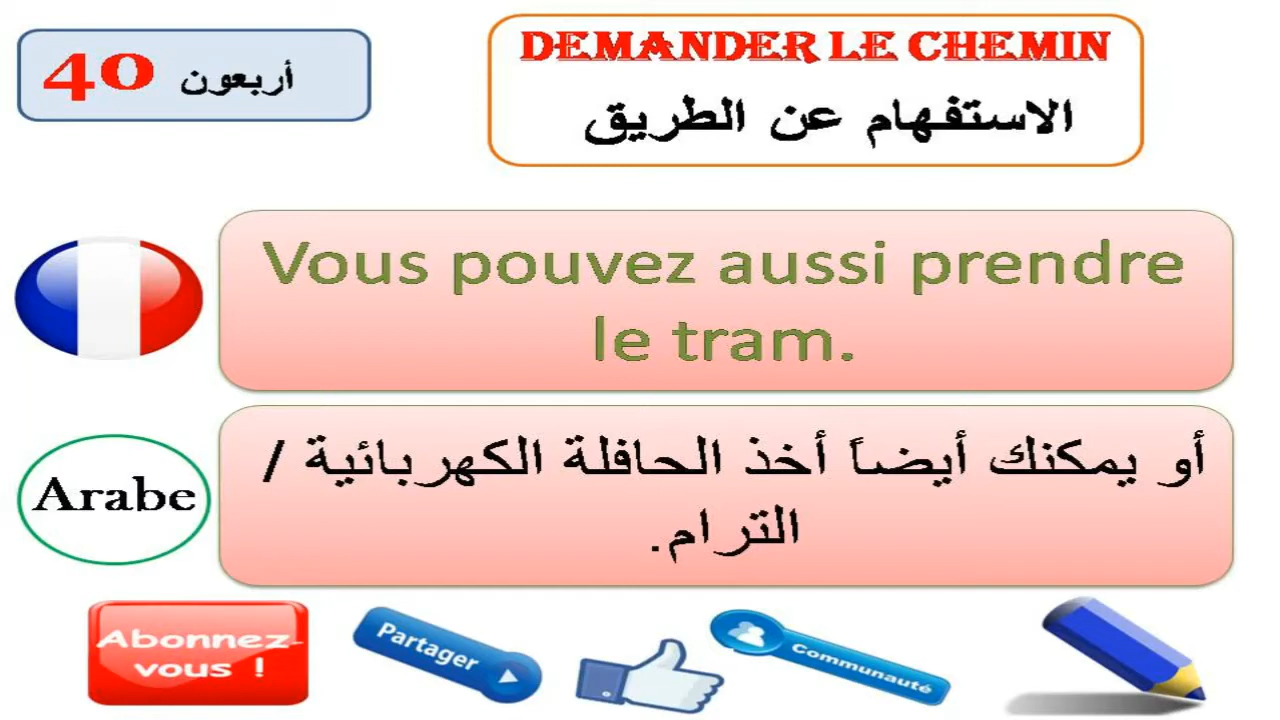 40 أربعون
DEMANDER LE CHEMIN
الاستفهام عن الطريق
Vous pouvez aussi prendre
le tram.
Arabe
أو يمكنك أيضاً أخذ الحافلة الكهربائية /
الترام.
Abonnez-
vous !
Partager
Communauté